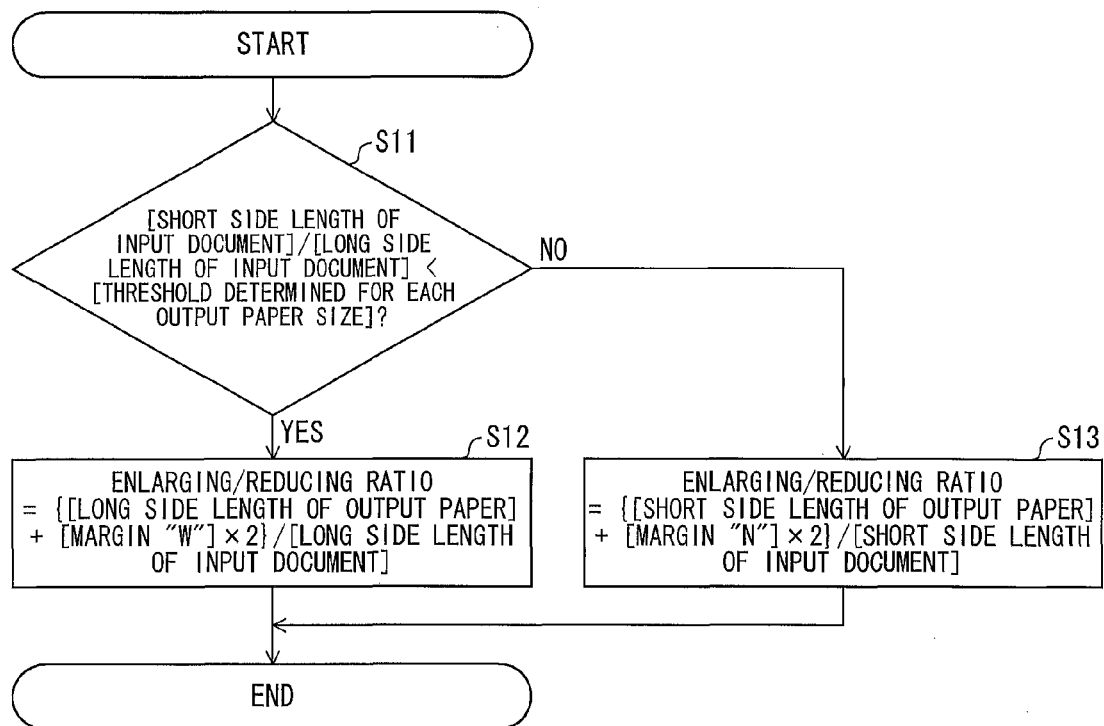 START
S11
[SHORT SIDE LENGTH OF
INPUT DOCUMENT]/[LONG SIDE
LENGTH OF INPUT DOCUMENT] <
[THRESHOLD DETERMINED FOR EACH
OUTPUT PAPER SIZE]?
NO
YES
S12
ENLARGING/REDUCING RATIO
= {[LONG SIDE LENGTH OF OUTPUT PAPER]
+ [MARGIN "W"] × 2}/[LONG SIDE LENGTH
OF INPUT DOCUMENT]
S13
ENLARGING/REDUCING RATIO
= {[SHORT SIDE LENGTH OF OUTPUT PAPER]
+ [MARGIN "N"] × 2}/[SHORT SIDE LENGTH
OF INPUT DOCUMENT]
END